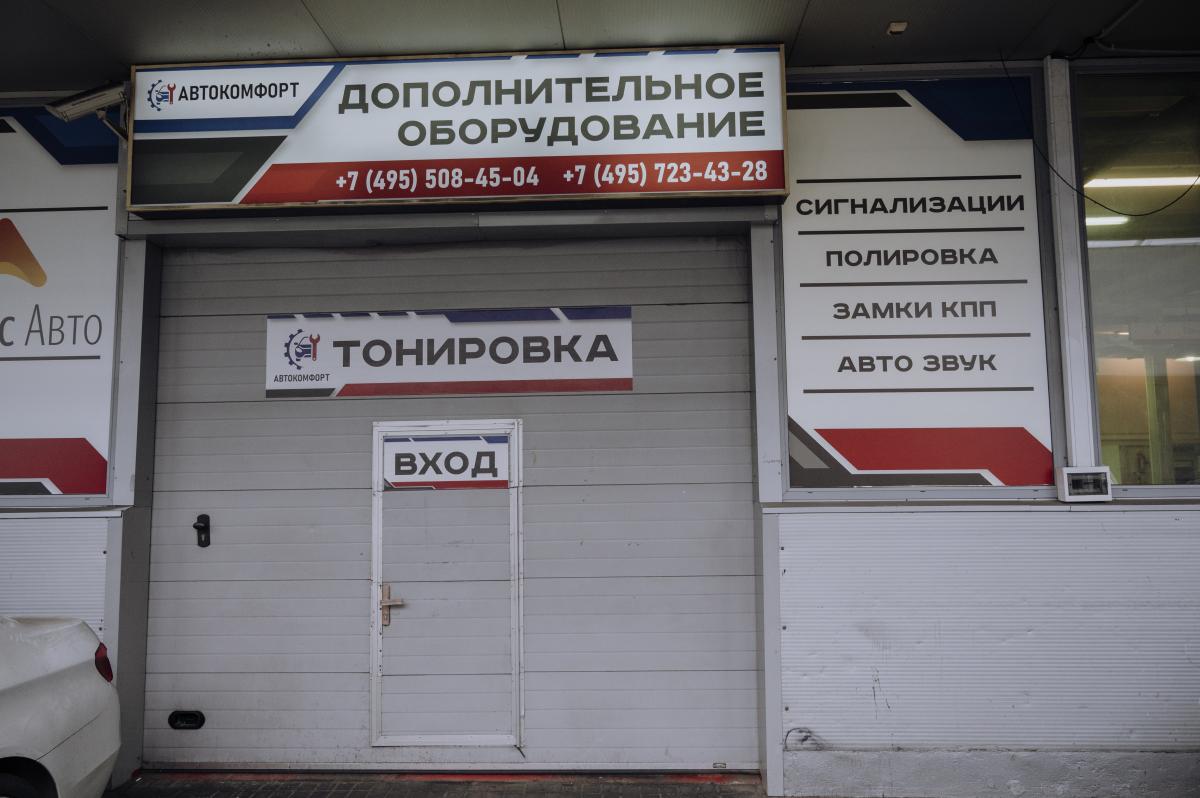 АВТОКОМФОРТ
ДОПОЛНИТЕЛЬНОЕ
ОБОРУДОВАНИЕ
+7 (495) 508-45-04 +7 (495) 723-43-28
с Авто
АВТОКОМФОРТ
ТОНИРОВКА
ВХОД
СИГНАЛИЗАЦИИ
ПОЛИРОВКА
ЗАМКИ КПП
АВТО ЗВУК